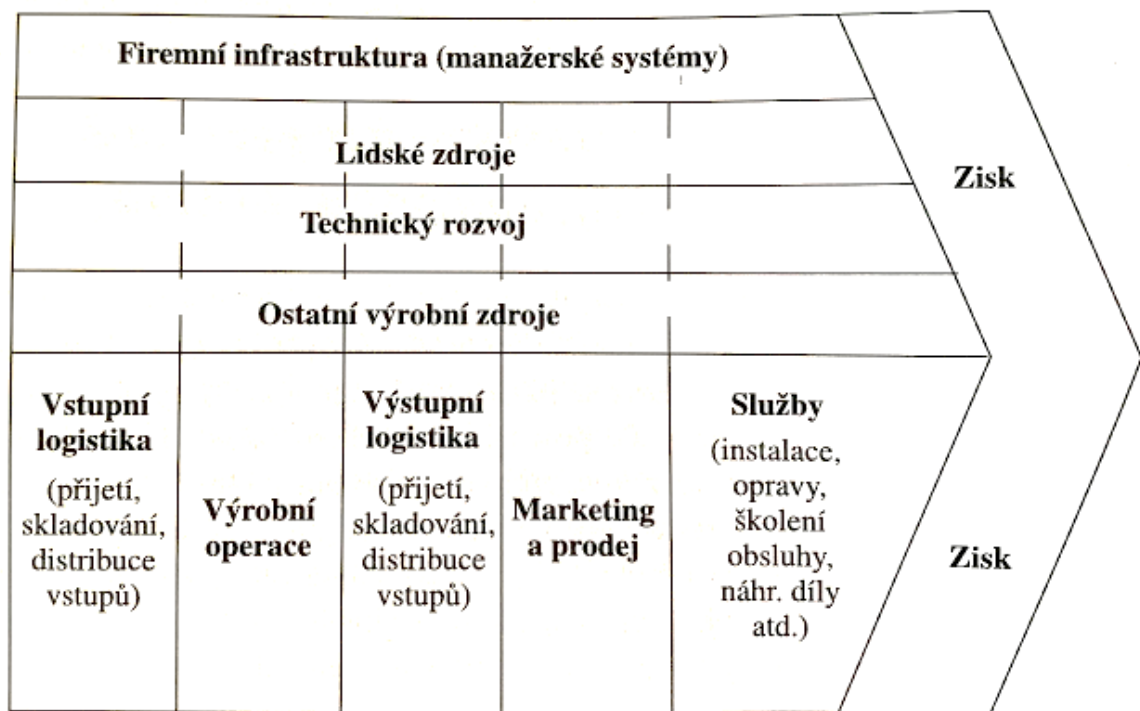 Firemní infrastruktura (manažerské systémy)
Lidské zdroje
Zisk
Technický rozvoj
Ostatní výrobní zdroje
Vstupní
logistika
(přijetí,
skladování,
distribuce
vstupů)
Výrobní
operace
Výstupní
logistika
(přijetí,
skladování,
distribuce
vstupů)
Marketing
a prodej
Služby
(instalace,
opravy,
školení
obsluhy,
náhr. díly
atd.)
Zisk